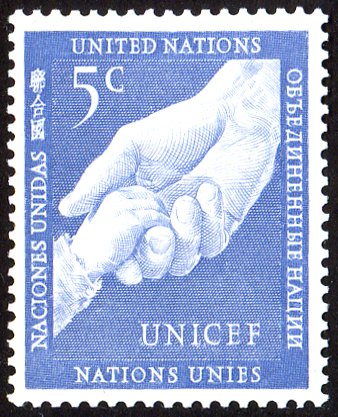 UNITED NATIONS
5c
聯合國
NACIONES UNIDAS
ОБЪЕДИНЕННЫЕ НАЦИИ
UNICEF
NATIONS UNIES